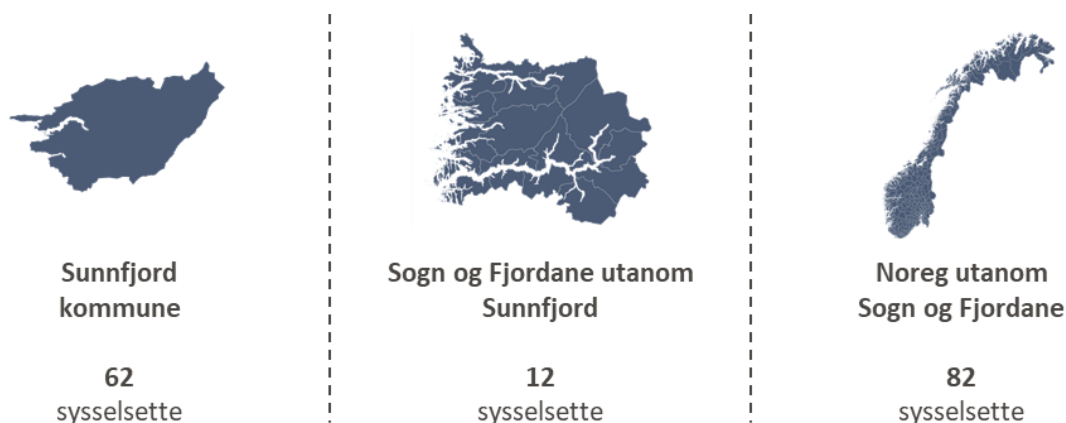 Sunnfjord
kommune
62
sysselsette
Sogn og Fjordane utanom
Sunnfjord
12
sysselsette
Noreg utanom
Sogn og Fjordane
82
sysselsette